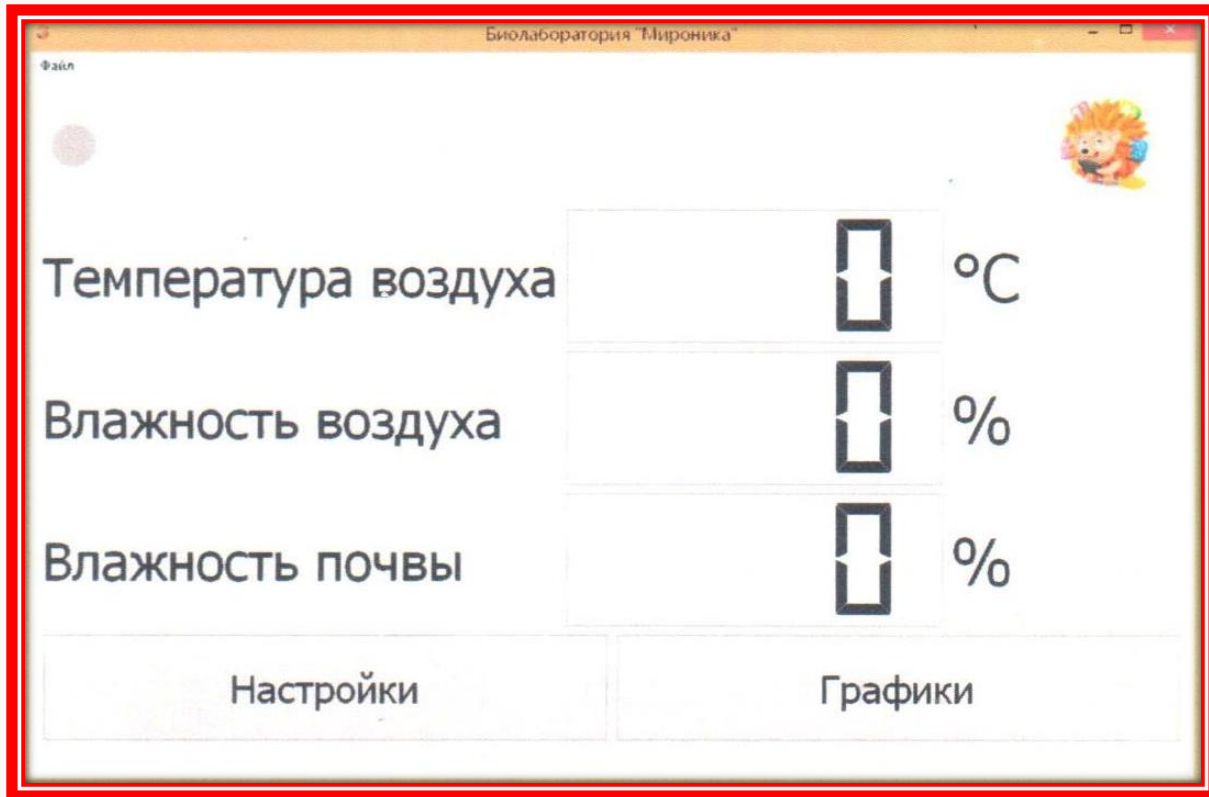 Биолаборатория "Мироника"
Файл
Температура воздуха 0 °C
Влажность воздуха 0 %
Влажность почвы 0 %
Настройки Графики